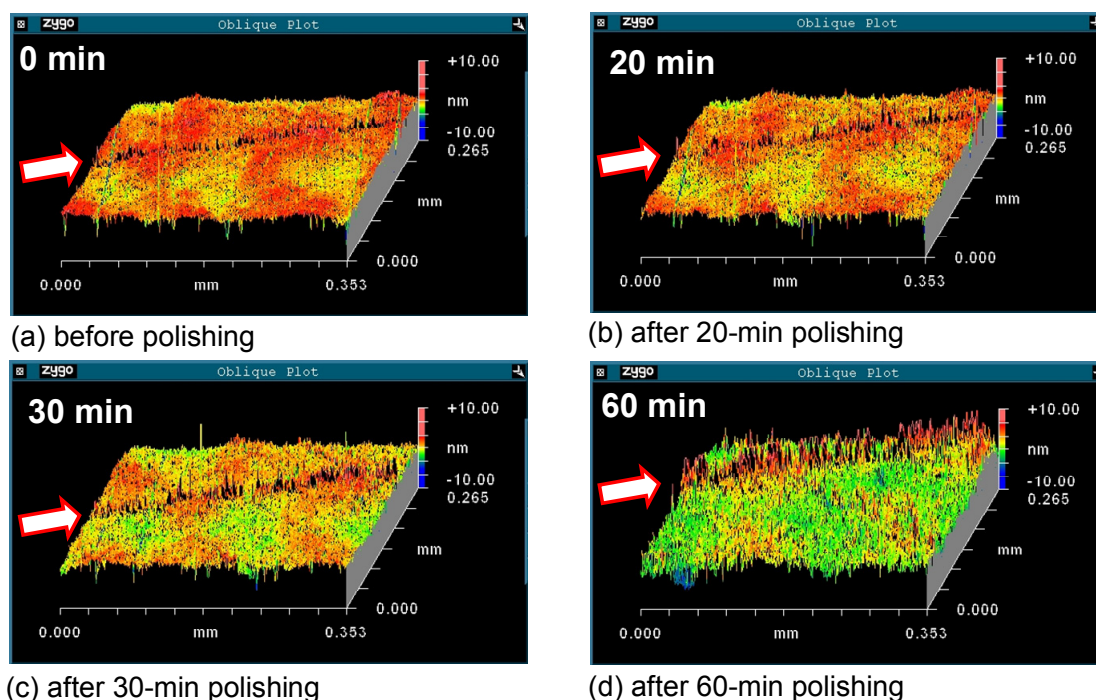 zygo Oblique Plot
0 min
+10.00
nm
-10.00
0.265
mm
0.000
0.000 mm 0.353
(a) before polishing
zygo Oblique Plot
20 min
+10.00
nm
-10.00
0.265
mm
0.000
0.000 mm 0.353
(b) after 20-min polishing
zygo Oblique Plot
30 min
+10.00
nm
-10.00
0.265
mm
0.000
0.000 mm 0.353
(c) after 30-min polishing
zygo Oblique Plot
60 min
+10.00
nm
-10.00
0.265
mm
0.000
0.000 mm 0.353
(d) after 60-min polishing